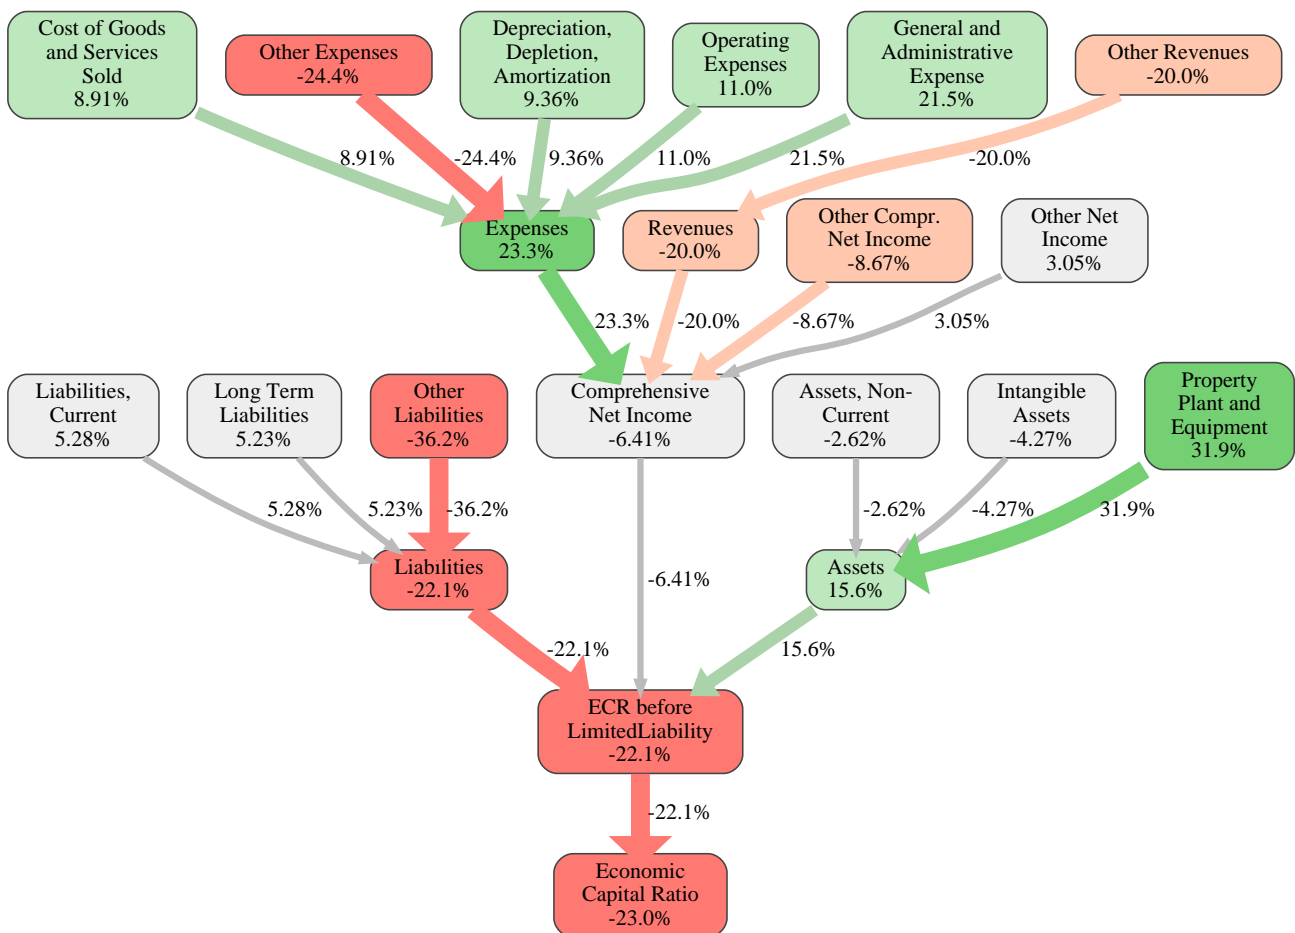 Cost of Goods
and Services
Sold
8.91%
Other Expenses
-24.4%
Depreciation,
Depletion,
Amortization
9.36%
Operating
Expenses
11.0%
General and
Administrative
Expense
21.5%
Other Revenues
-20.0%
8.91%
-24.4%
9.36%
11.0%
21.5%
-20.0%
Expenses
23.3%
Revenues
-20.0%
Other Compr.
Net Income
-8.67%
Other Net
Income
3.05%
23.3%
-20.0%
-8.67%
3.05%
Liabilities,
Current
5.28%
Long Term
Liabilities
5.23%
Other
Liabilities
-36.2%
Comprehensive
Net Income
-6.41%
Assets, Non-
Current
-2.62%
Intangible
Assets
-4.27%
Property
Plant and
Equipment
31.9%
5.28%
5.23%
-36.2%
-2.62%
-4.27%
31.9%
Liabilities
-22.1%
-6.41%
Assets
15.6%
-22.1%
15.6%
ECR before
LimitedLiability
-22.1%
-22.1%
Economic
Capital Ratio
-23.0%